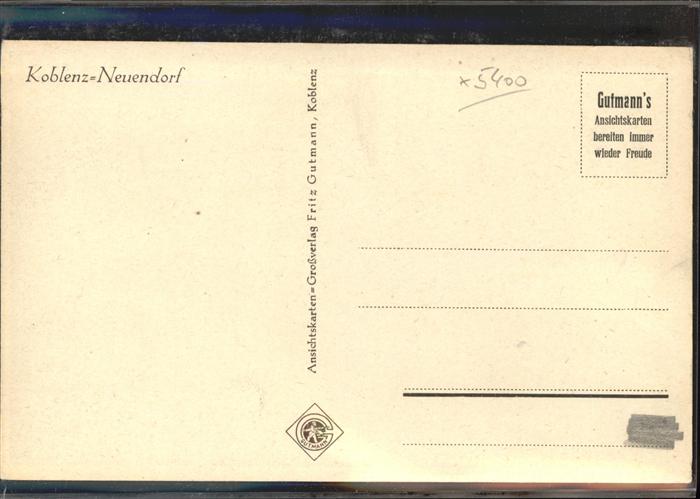 Koblenz=Neuendorf
x5400
Gutmann's
Ansichtskarten
bereiten immer
wieder Freude
Ansichtskarten=Großverlag Fritz Gutmann, Koblenz
GUTMANN